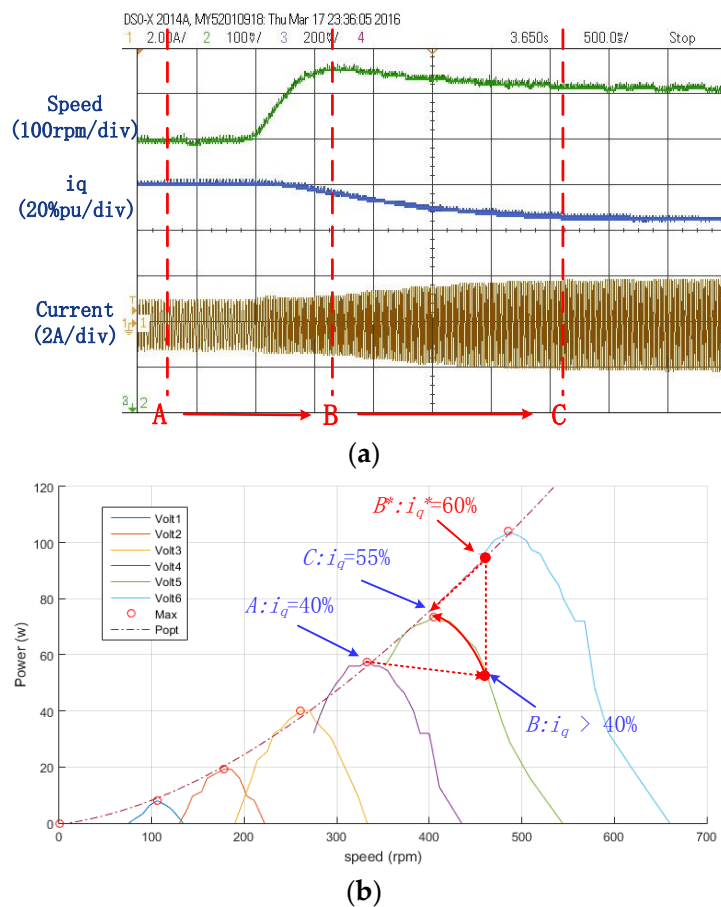 DSO-X 2014A, MY52010918: Thu Mar 17 23:36:05 2016
1 2.00A/ 2 100mV/ 3 200mV/ 4 3.650s 500.0ms/ Stop
Speed
(100rpm/div)
iq
(20%pu/div)
Current
(2A/div)
A B C
(a)
120
100
80
60
40
20
0
Power (w)
Volt1
Volt2
Volt3
Volt4
Volt5
Volt6
Max
Popt
B*:iq*=60%
C:iq=55%
A:iq=40%
B:iq > 40%
0 100 200 300 400 500 600 700
speed (rpm)
(b)